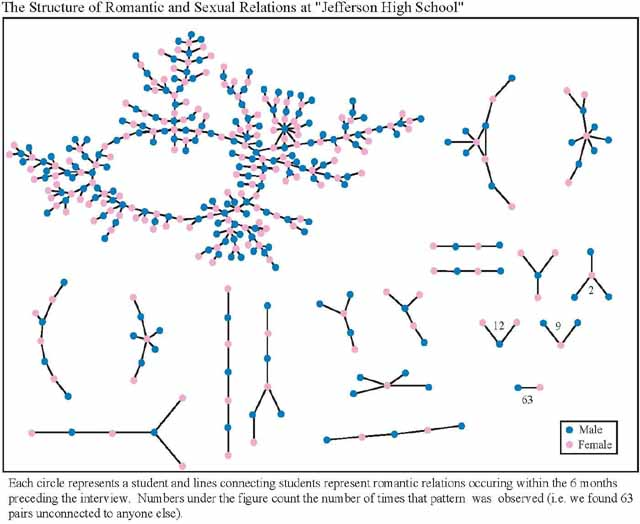 The Structure of Romantic and Sexual Relations at "Jefferson High School"
2
12
9
63
Male
Female
Each circle represents a student and lines connecting students represent romantic relations occuring within the 6 months
preceding the interview. Numbers under the figure count the number of times that pattern was observed (i.e. we found 63
pairs unconnected to anyone else).